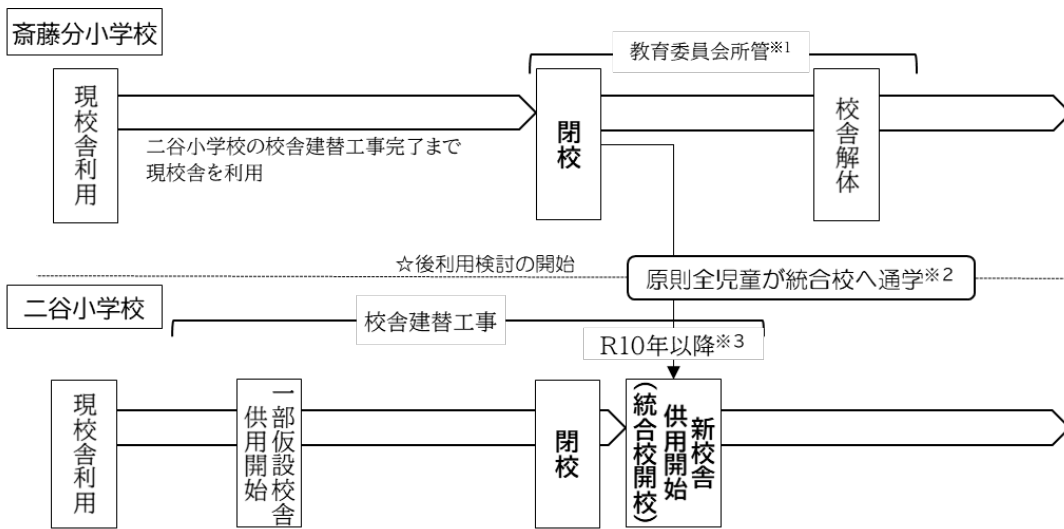 斎藤分小学校
教育委員会所管※1
現校舎利用
閉校
校舎解体
二谷小学校の校舎建替工事完了まで
現校舎を利用
☆後利用検討の開始
原則全児童が統合校へ通学※2
二谷小学校
校舎建替工事
R10年以降※3
現校舎利用
一部仮設校舎
供用開始
閉校
新校舎
供用開始
(統合校開校)